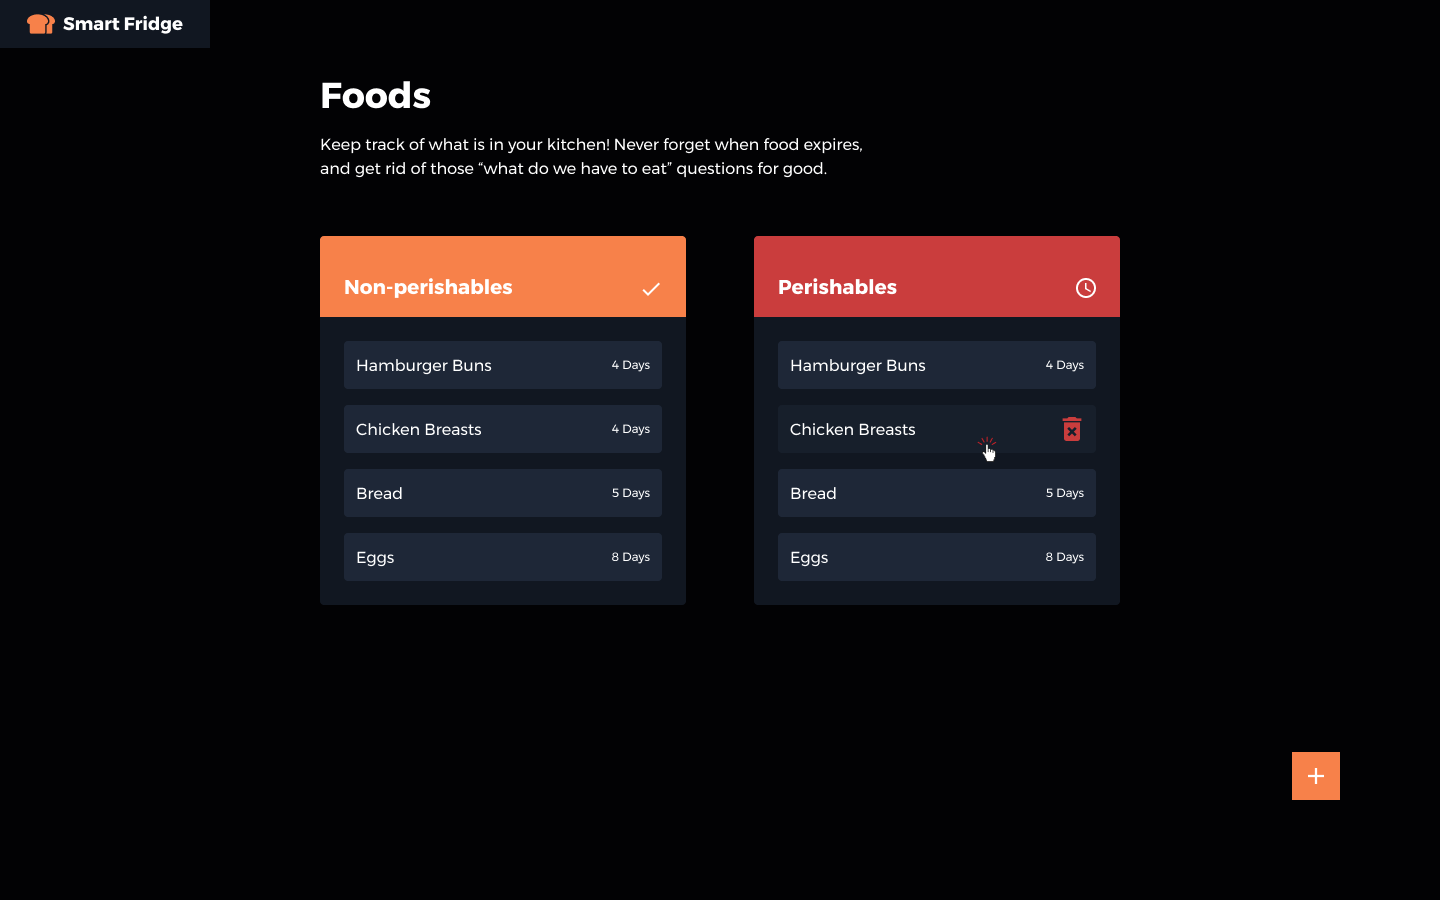 Smart Fridge
Foods
Keep track of what is in your kitchen! Never forget when food expires,
and get rid of those “what do we have to eat” questions for good.
Non-perishables
Hamburger Buns 4 Days
Chicken Breasts 4 Days
Bread 5 Days
Eggs 8 Days
Perishables
Hamburger Buns 4 Days
Chicken Breasts
Bread 5 Days
Eggs 8 Days